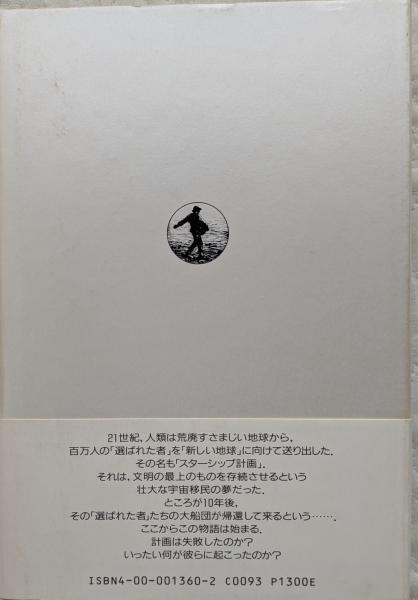 21世紀，人類は荒廃すさまじい地球から，
百万人の「選ばれた者」を「新しい地球」に向けて送り出した．
その名も「スターシップ計画」．
それは，文明の最上のものを存続させるという
壮大な宇宙移民の夢だった．
ところが10年後，
その「選ばれた者」たちの大船団が帰還して来るという……．
ここからこの物語は始まる．
計画は失敗したのか？
いったい何が彼らに起こったのか？
ISBN4-00-001360-2 C0093 P1300E